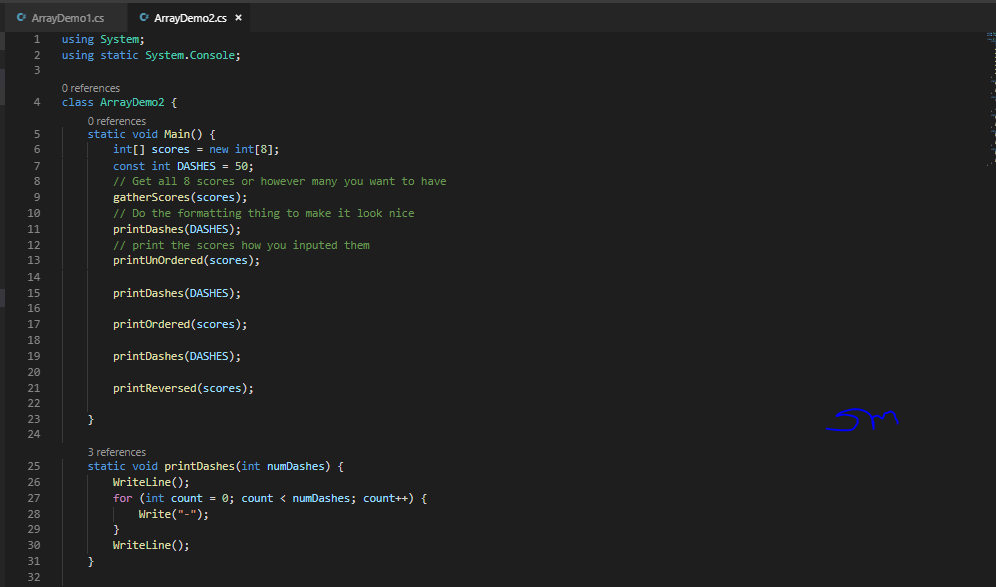 ArrayDemo1.cs ArrayDemo2.cs ×
1 using System;
2 using static System.Console;
3
0 references
4 class ArrayDemo2 {
0 references
5 static void Main() {
6 int[] scores = new int[8];
7 const int DASHES = 50;
8 // Get all 8 scores or however many you want to have
9 gatherScores(scores);
10 // Do the formatting thing to make it look nice
11 printDashes(DASHES);
12 // print the scores how you inputed them
13 printUnOrdered(scores);
14
15 printDashes(DASHES);
16
17 printOrdered(scores);
18
19 printDashes(DASHES);
20
21 printReversed(scores);
22
23 }
24
3 references
25 static void printDashes(int numDashes) {
26 WriteLine();
27 for (int count = 0; count < numDashes; count++) {
28 Write("-");
29 }
30 WriteLine();
31 }
32